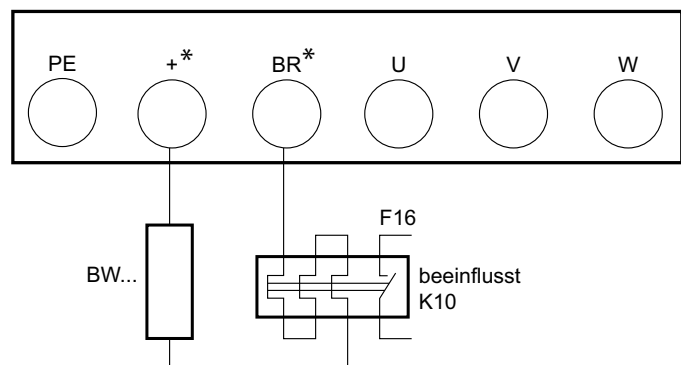 PE +* BR* U V W
F16
BW...
beeinflusst
K10